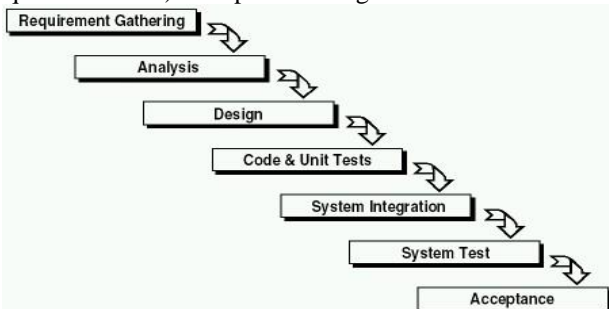 Requirement Gathering
Analysis
Design
Code & Unit Tests
System Integration
System Test
Acceptance